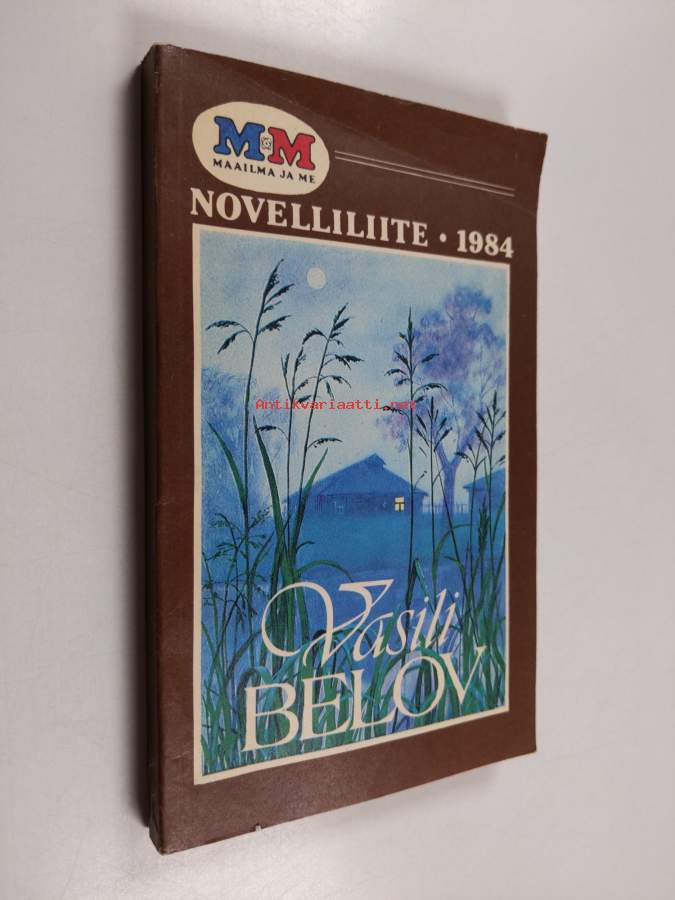 M M
MAAILMA JA ME
NOVELLILIITE • 1984
Antikvariaatti.net
Vasili
BELOV